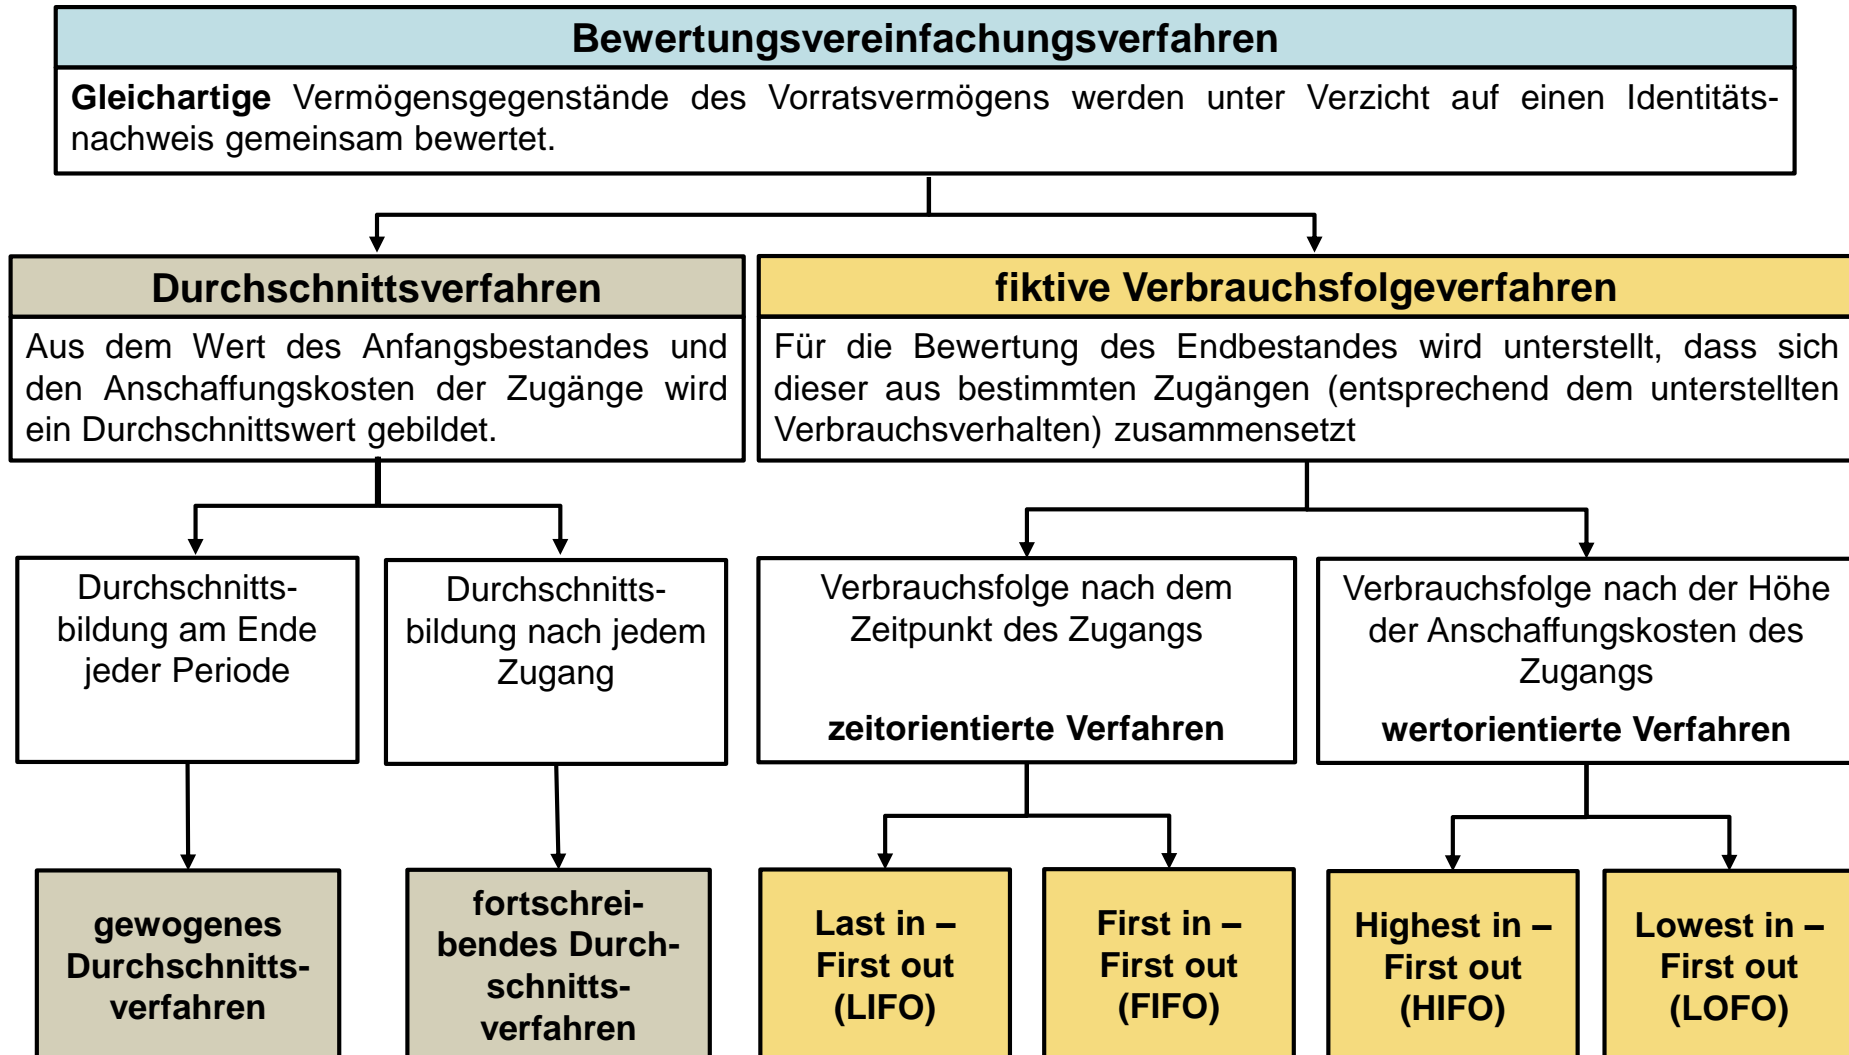 Bewertungsvereinfachungsverfahren
Gleichartige Vermögensgegenstände des Vorratsvermögens werden unter Verzicht auf einen Identitäts-
nachweis gemeinsam bewertet.
Durchschnittsverfahren
Aus dem Wert des Anfangsbestandes und
den Anschaffungskosten der Zugänge wird
ein Durchschnittswert gebildet.
fiktive Verbrauchsfolgeverfahren
Für die Bewertung des Endbestandes wird unterstellt, dass sich
dieser aus bestimmten Zugängen (entsprechend dem unterstellten
Verbrauchsverhalten) zusammensetzt
Durchschnitts-
bildung am Ende
jeder Periode
Durchschnitts-
bildung nach jedem
Zugang
Verbrauchsfolge nach dem
Zeitpunkt des Zugangs
zeitorientierte Verfahren
Verbrauchsfolge nach der Höhe
der Anschaffungskosten des
Zugangs
wertorientierte Verfahren
gewogenes
Durchschnitts-
verfahren
fortschrei-
bendes Durch-
schnitts-
verfahren
Last in –
First out
(LIFO)
First in –
First out
(FIFO)
Highest in –
First out
(HIFO)
Lowest in –
First out
(LOFO)